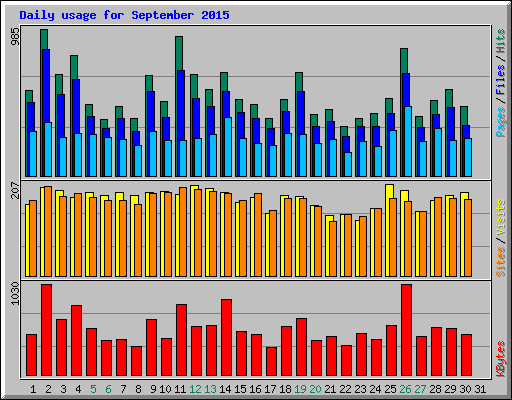 Daily usage for September 2015
985
Pages / Files / Hits
207
Sites / Visits
1030
KBytes
1 2 3 4 5 6 7 8 9 10 11 12 13 14 15 16 17 18 19 20 21 22 23 24 25 26 27 28 29 30 31